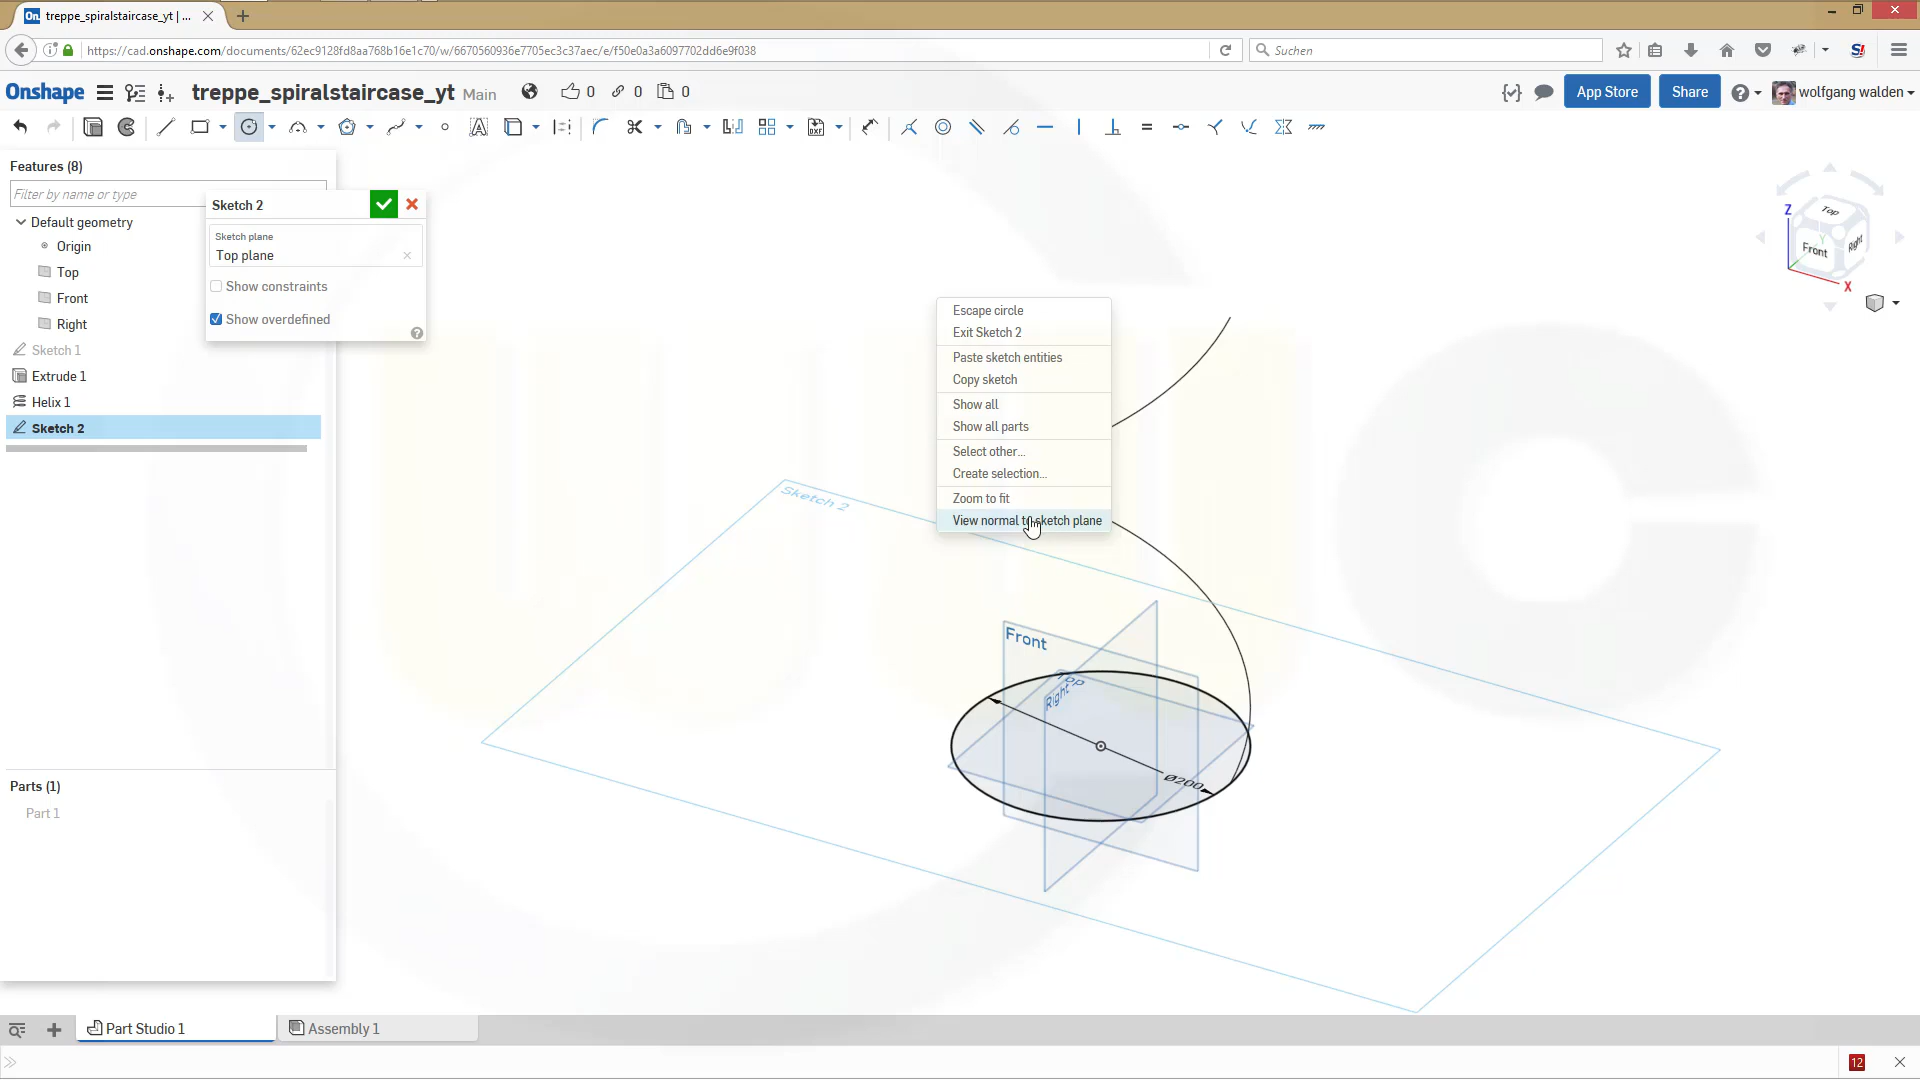 treppe_spiralstaircase_yt | ...
https://cad.onshape.com/documents/62ec9128fd8aa768b16e1c70/w/6670560936e7705ec3c37aec/e/f50e0a3a6097702dd6e9f038
Suchen
Onshape
treppe_spiralstaircase_yt Main
0
0
0
App Store
Share
wolfgang walden
Features (8)
Filter by name or type
Default geometry
Origin
Top
Front
Right
Sketch 1
Extrude 1
Helix 1
Sketch 2
Sketch 2
Sketch plane
Top plane
Show constraints
Show overdefined
Escape circle
Exit Sketch 2
Paste sketch entities
Copy sketch
Show all
Show all parts
Select other...
Create selection...
Zoom to fit
View normal to sketch plane
Sketch 2
Front
Top
Right
Ø200
Z
Top
Y
Front
Right
X
Parts (1)
Part 1
Part Studio 1
Assembly 1
12